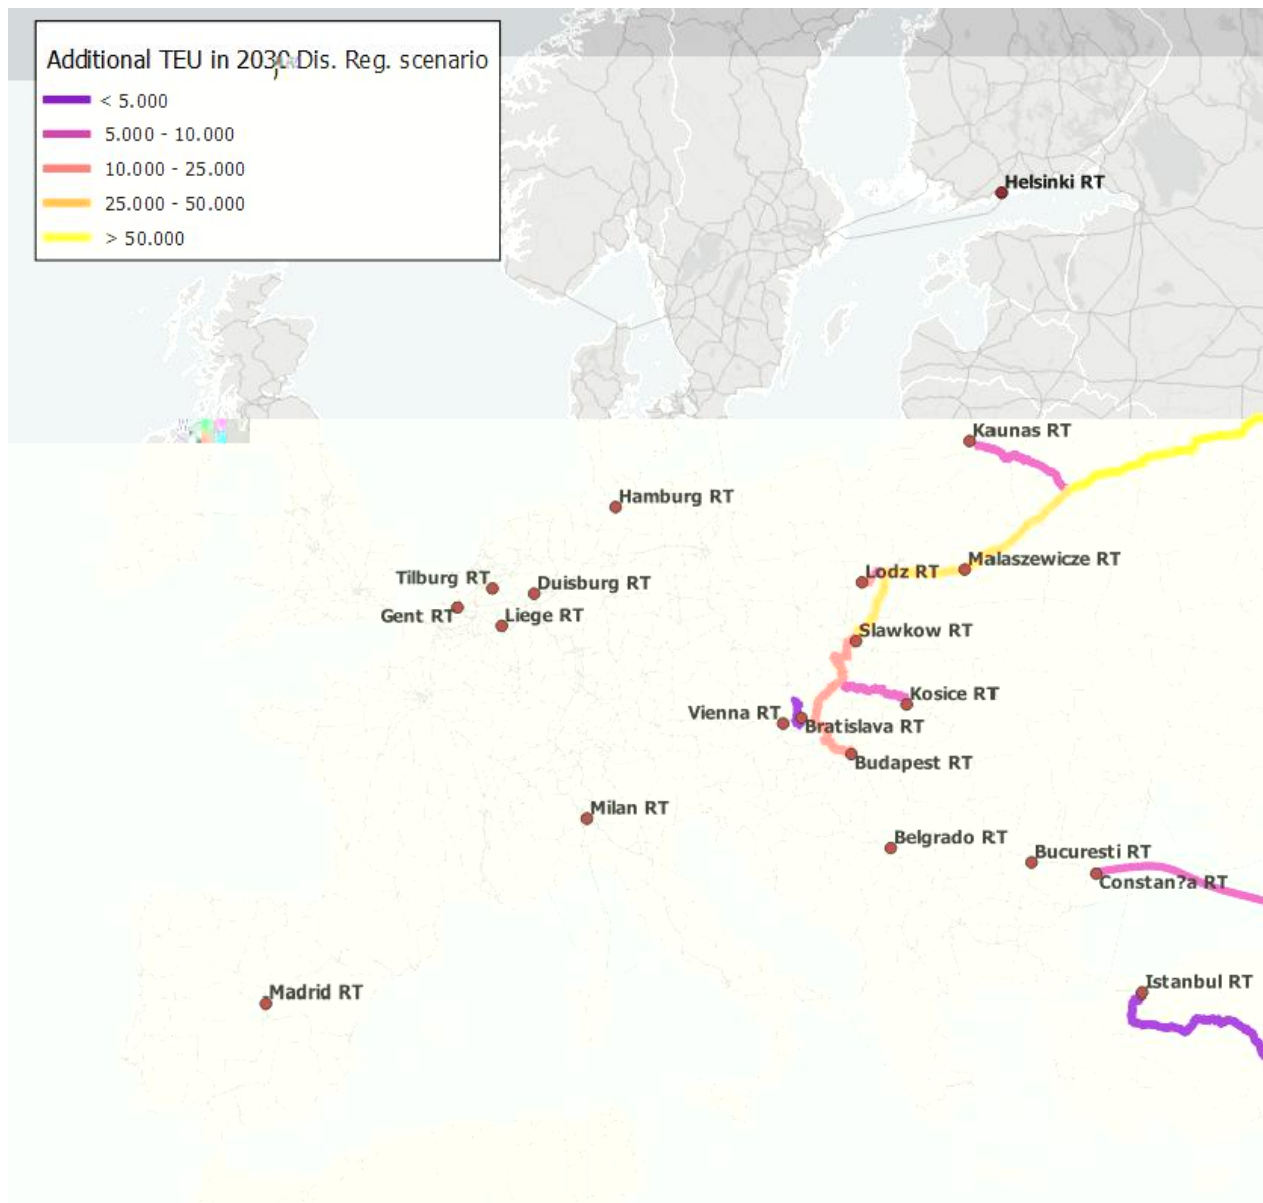 Additional TEU in 2030 Dis. Reg. scenario
< 5.000
5.000 - 10.000
10.000 - 25.000
25.000 - 50.000
> 50.000
Helsinki RT
Kaunas RT
Hamburg RT
Malaszewicze RT
Lodz RT
Tilburg RT
Duisburg RT
Gent RT
Liege RT
Slawkow RT
Kosice RT
Vienna RT
Bratislava RT
Budapest RT
Milan RT
Belgrado RT
Bucuresti RT
Constan?a RT
Istanbul RT
Madrid RT